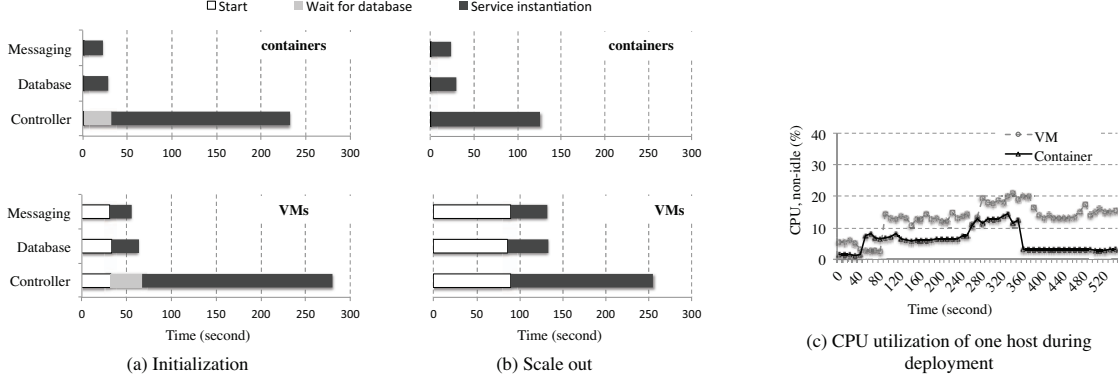 Start Wait for database Service instantiation
containers
Messaging
Database
Controller
0 50 100 150 200 250 300
VMs
Messaging
Database
Controller
0 50 100 150 200 250 300
Time (second)
(a) Initialization
containers
0 50 100 150 200 250 300
VMs
0 50 100 150 200 250 300
Time (second)
(b) Scale out
CPU, non-idle (%)
40
30
20
10
0
VM
Container
0 40 80 120 160 200 240 280 320 360 400 440 480 520
Time (second)
(c) CPU utilization of one host during
deployment